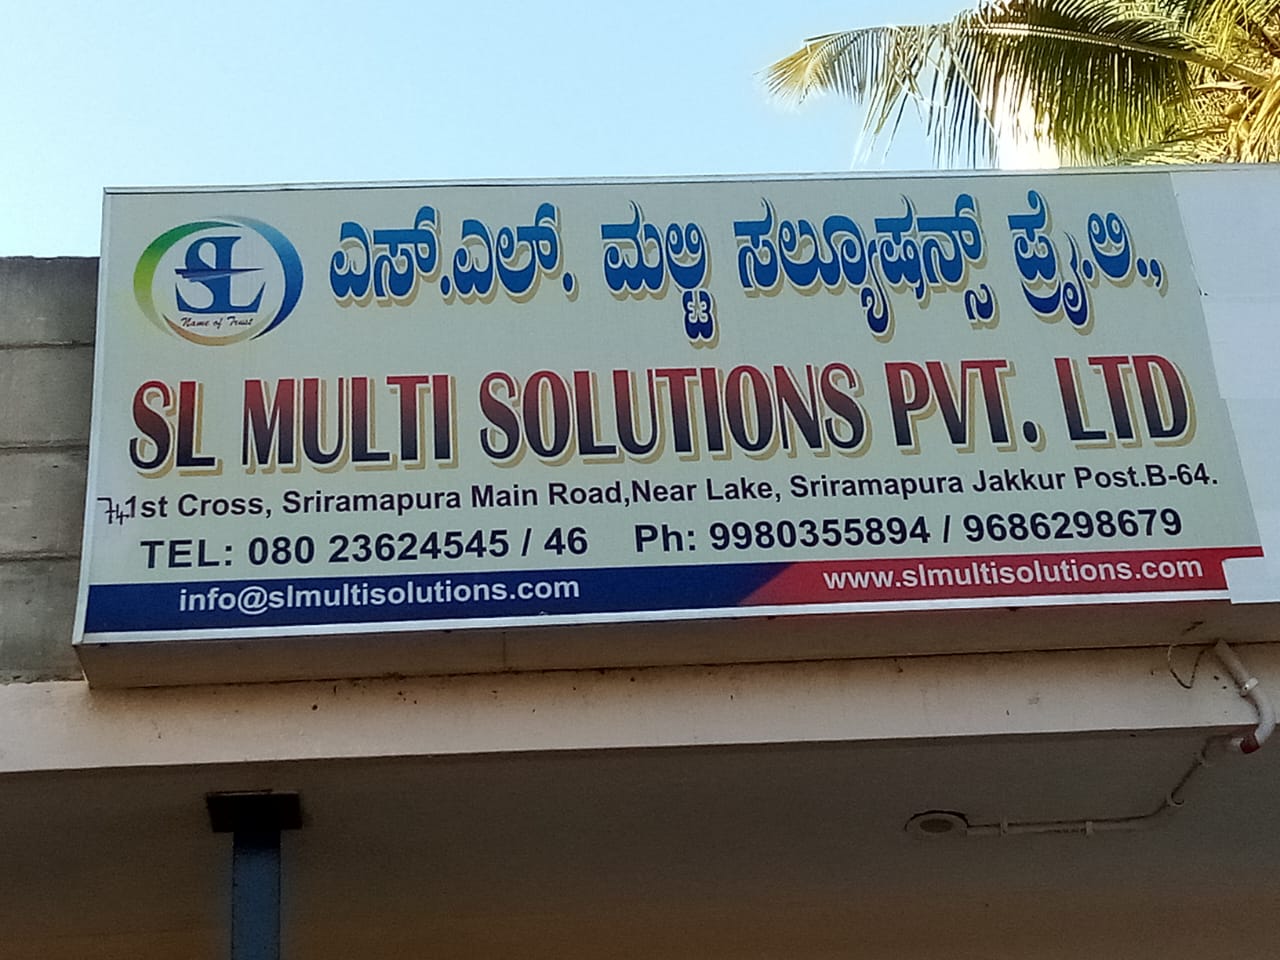 SL
Name of Trust
ಎಸ್.ಎಲ್. ಮಲ್ಟಿ ಸಲ್ಯೂಷನ್ಸ್ ಪ್ರೈ.ಲಿ.,
SL MULTI SOLUTIONS PVT. LTD
74,1st Cross, Sriramapura Main Road,Near Lake, Sriramapura Jakkur Post.B-64.
TEL: 080 23624545 / 46 Ph: 9980355894 / 9686298679
info@slmultisolutions.com www.slmultisolutions.com